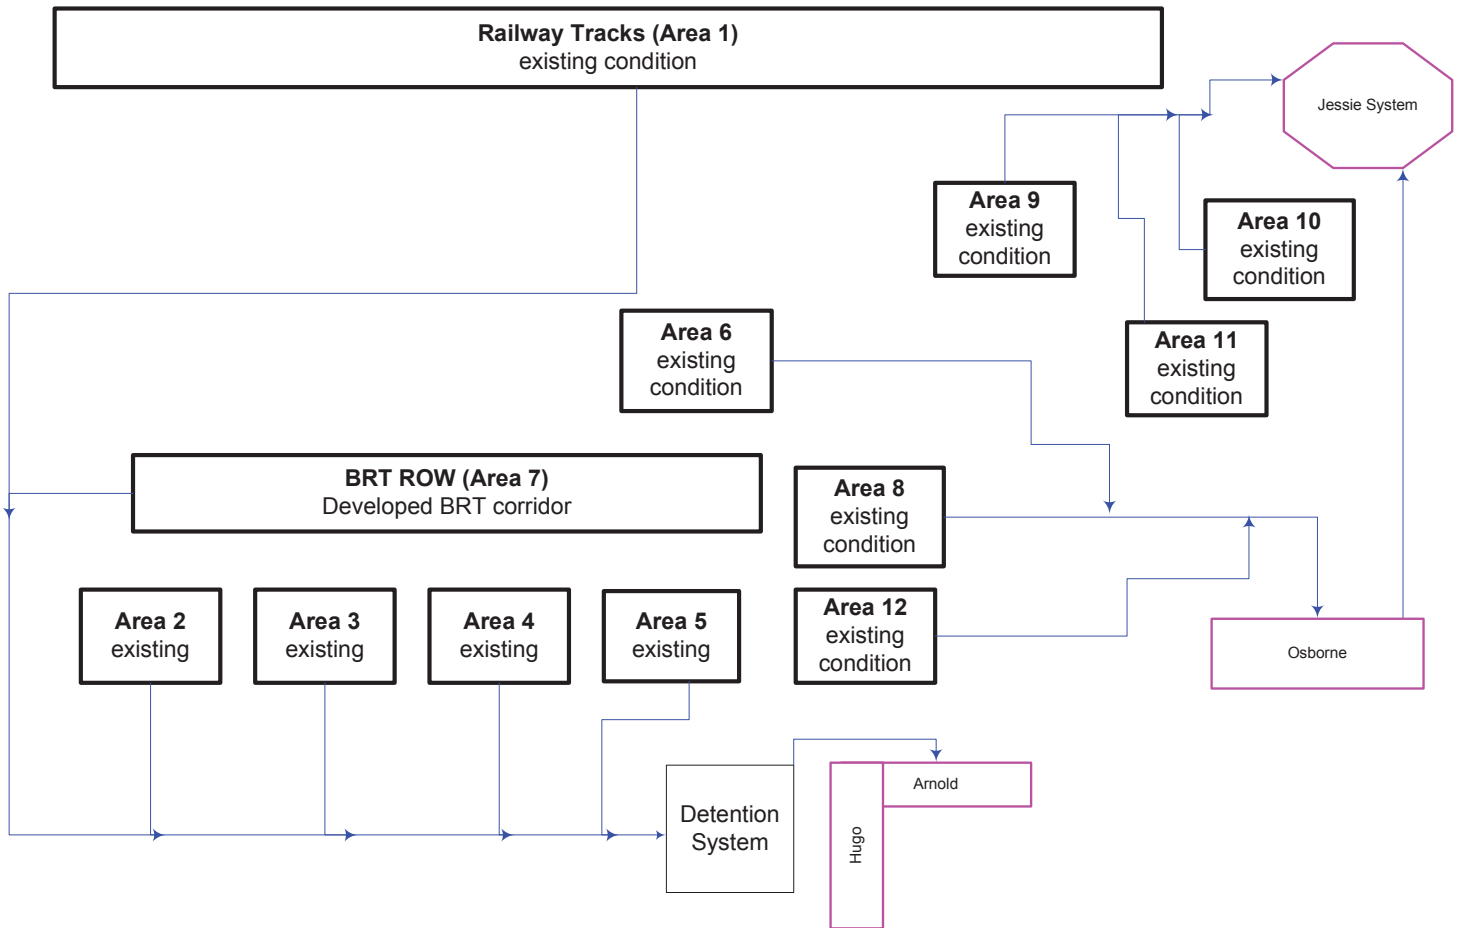 Railway Tracks (Area 1)
existing condition
Jessie System
Area 9
existing
condition
Area 10
existing
condition
Area 6
existing
condition
Area 11
existing
condition
BRT ROW (Area 7)
Developed BRT corridor
Area 8
existing
condition
Area 2
existing
Area 3
existing
Area 4
existing
Area 5
existing
Area 12
existing
condition
Osborne
Detention
System
Arnold
Hugo